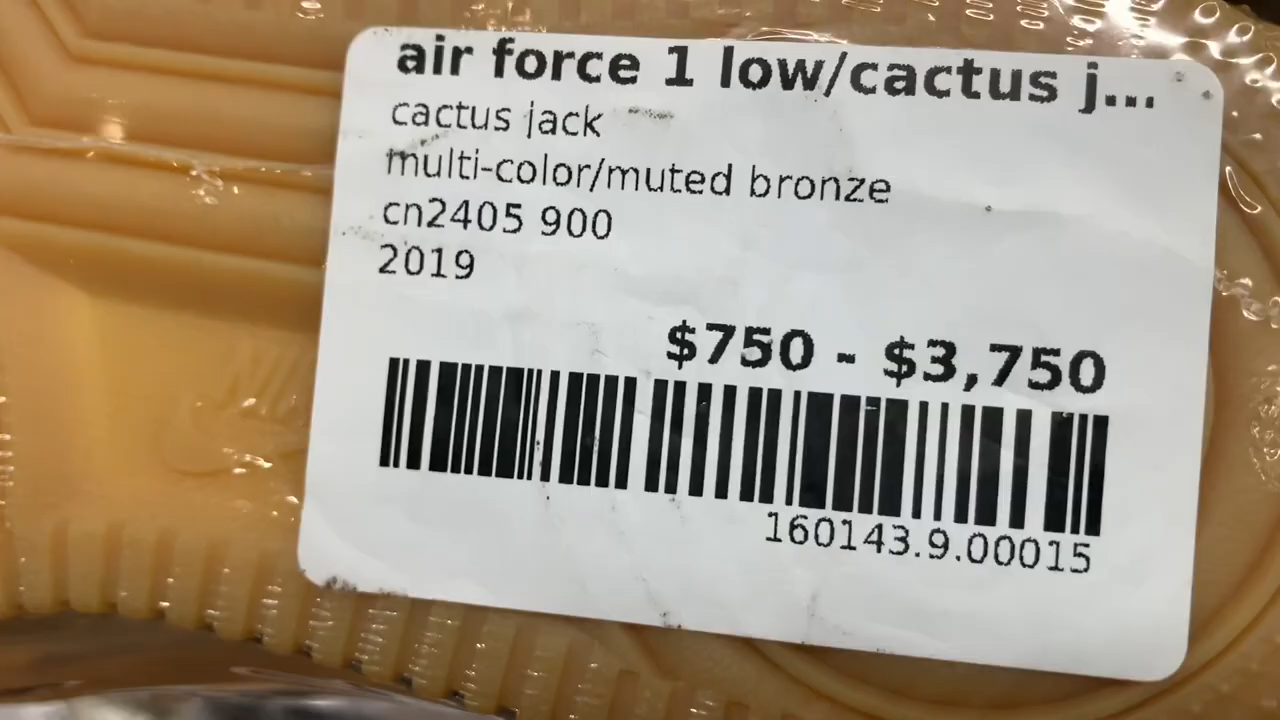 air force 1 low/cactus j...
cactus jack
multi-color/muted bronze
cn2405 900
2019
$750 - $3,750
160143.9.00015